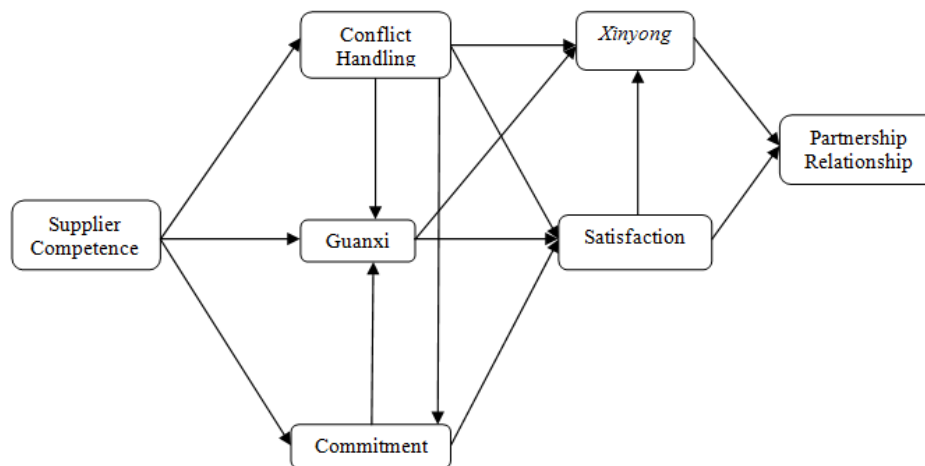 Conflict
Handling
Xinyong
Partnership
Relationship
Supplier
Competence
Guanxi
Satisfaction
Commitment